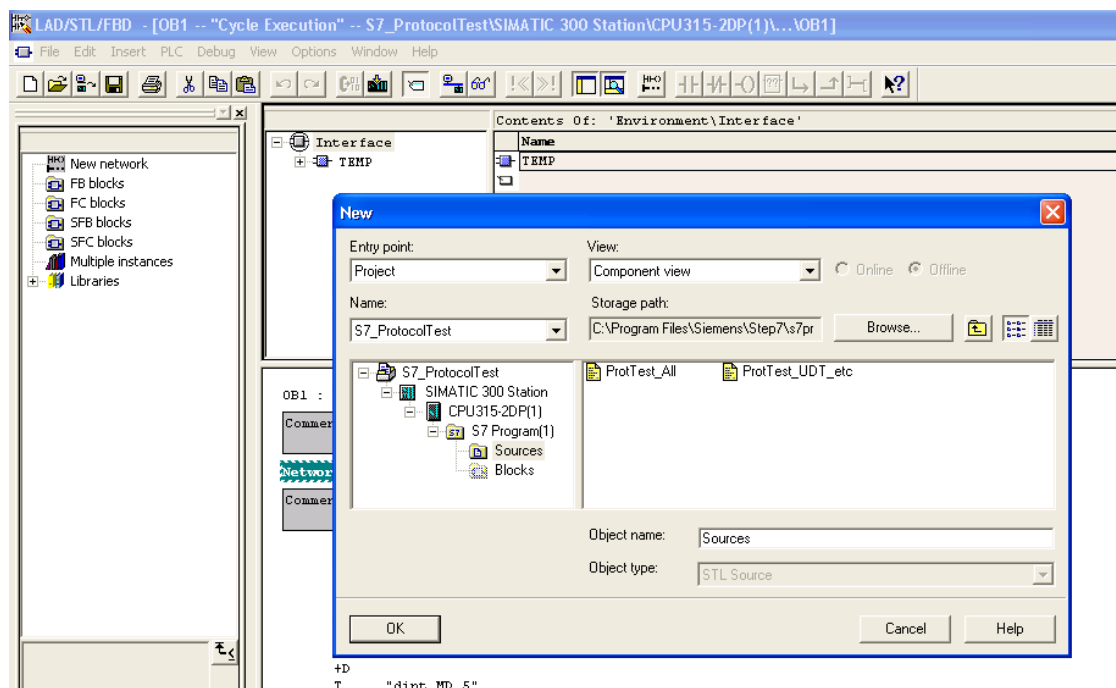 LAD/STL/FBD - [OB1 -- "Cycle Execution" -- S7_ProtocolTest\SIMATIC 300 Station\CPU315-2DP(1)\...\OB1]
File Edit Insert PLC Debug View Options Window Help
New network
FB blocks
FC blocks
SFB blocks
SFC blocks
Multiple instances
Libraries
Interface
TEMP
Contents Of: 'Environment\Interface'
Name
TEMP
New
Entry point:
View:
Project
Component view
Online
Offline
Name:
Storage path:
S7_ProtocolTest
C:\Program Files\Siemens\Step7\s7pr
Browse...
S7_ProtocolTest
SIMATIC 300 Station
CPU315-2DP(1)
S7 Program(1)
Sources
Blocks
ProtTest_All
ProtTest_UDT_etc
Object name:
Sources
Object type:
STL Source
OK
Cancel
Help
OB1 :
Commen
Networ
Commen
+D
T "dint_MD_5"